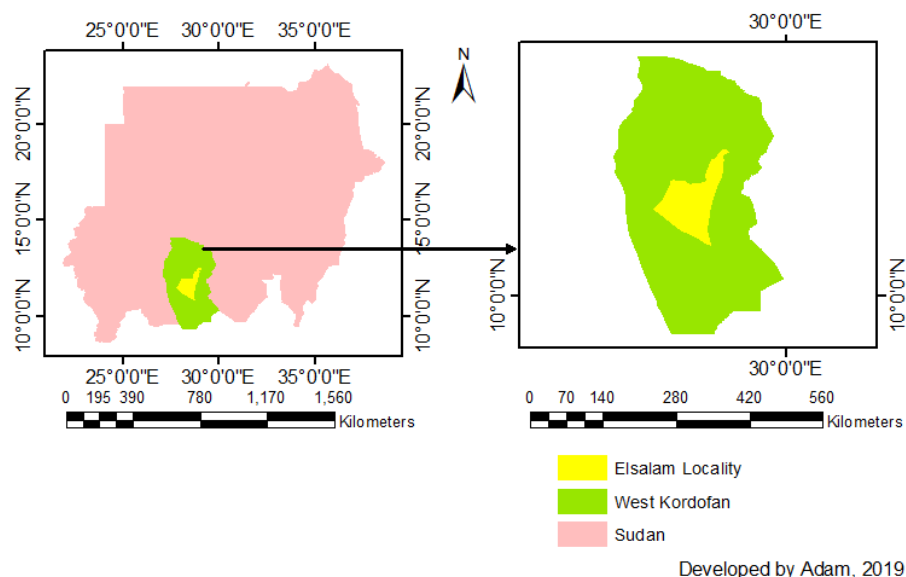 25°0'0"E 30°0'0"E 35°0'0"E
20°0'0"N 20°0'0"N
15°0'0"N 15°0'0"N
10°0'0"N 10°0'0"N
25°0'0"E 30°0'0"E 35°0'0"E
0 195 390 780 1,170 1,560
Kilometers
N
30°0'0"E
10°0'0"N 10°0'0"N
30°0'0"E
0 70 140 280 420 560
Kilometers
Elsalam Locality
West Kordofan
Sudan
Developed by Adam, 2019